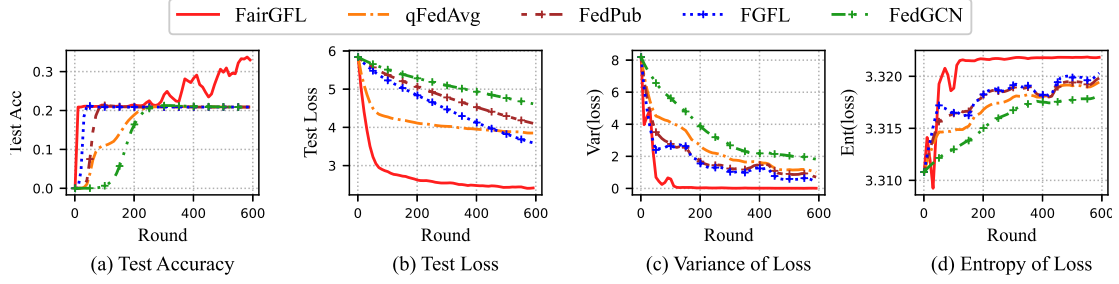 FairGFL qFedAvg FedPub FGFL FedGCN
Test Acc
0.3
0.2
0.1
0.0
0 200 400 600
Round
(a) Test Accuracy
Test Loss
6
5
4
3
0 200 400 600
Round
(b) Test Loss
Var(loss)
8
6
4
2
0
0 200 400 600
Round
(c) Variance of Loss
Ent(loss)
3.320
3.315
3.310
0 200 400 600
Round
(d) Entropy of Loss